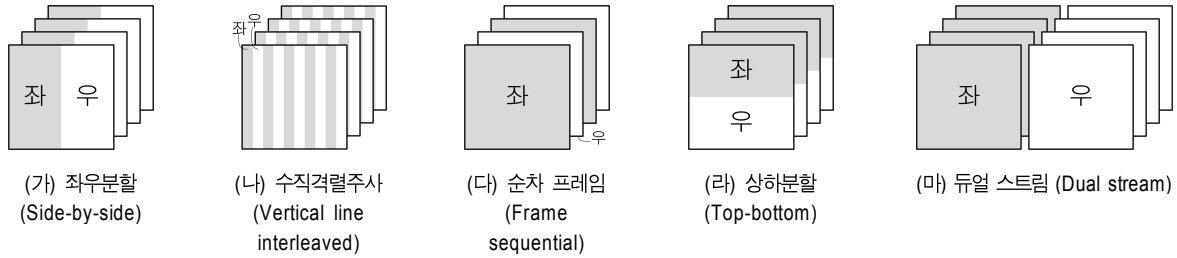 좌 우
좌 우
좌
우
좌
우
좌
우
(가) 좌우분할
(Side-by-side)
(나) 수직격렬주사
(Vertical line
interleaved)
(다) 순차 프레임
(Frame
sequential)
(라) 상하분할
(Top-bottom)
(마) 듀얼 스트림 (Dual stream)